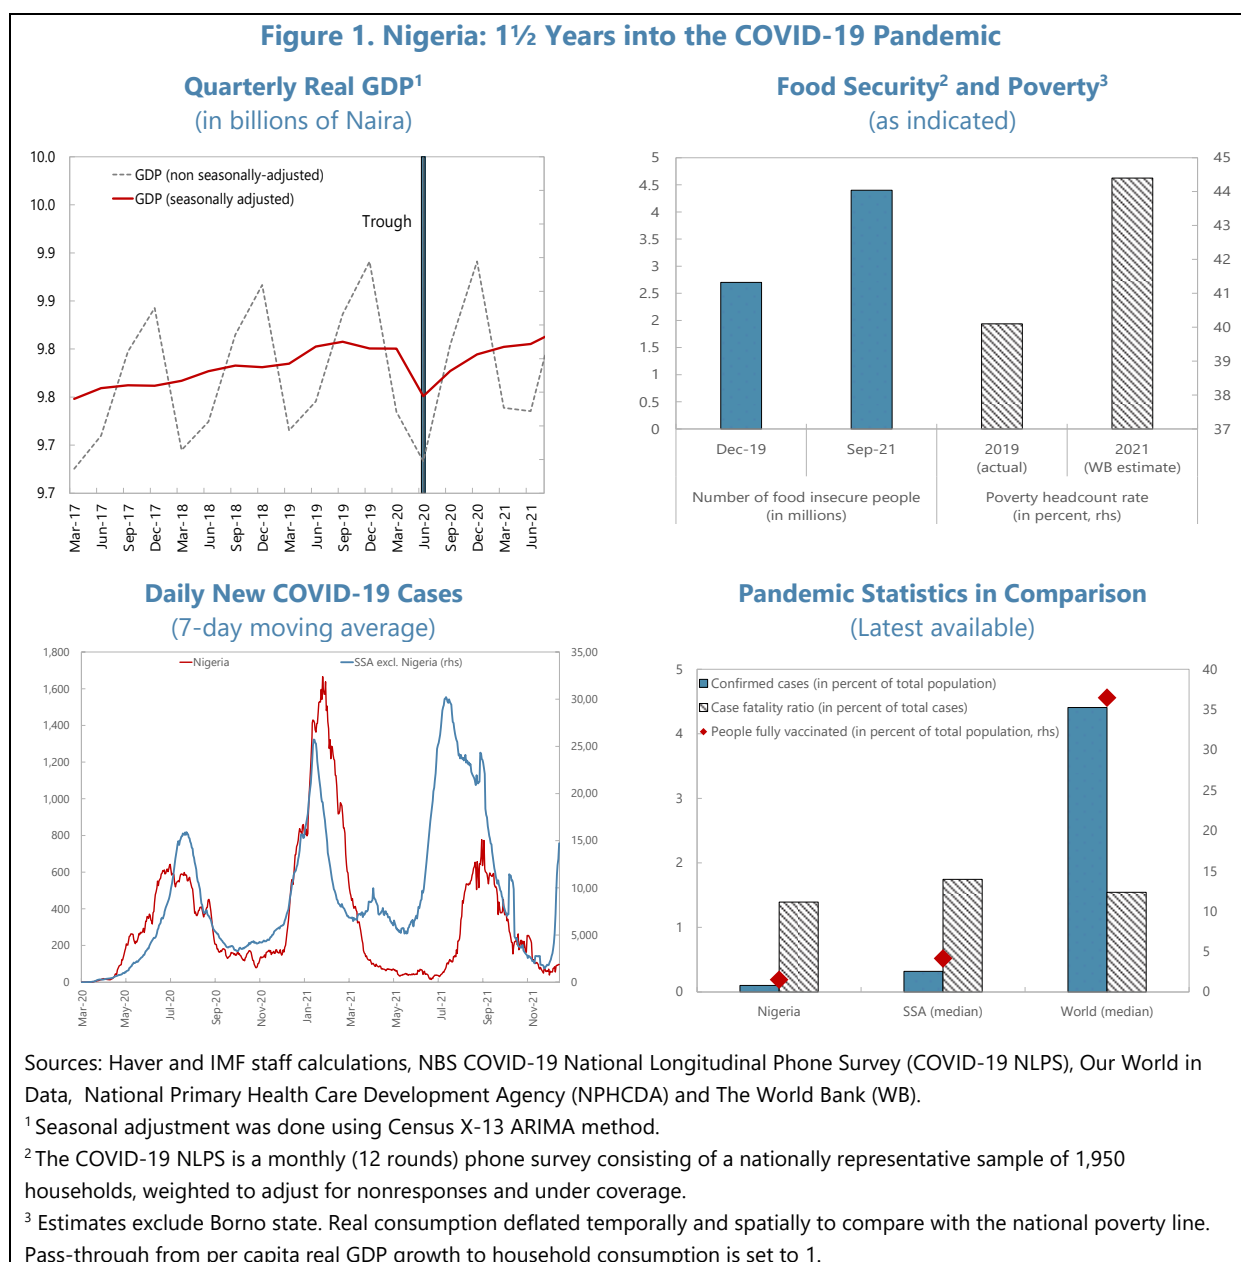 Figure 1. Nigeria: 1½ Years into the COVID-19 Pandemic
Quarterly Real GDP1
(in billions of Naira)
10.0
10.0
9.9
9.9
9.8
9.8
9.7
9.7
GDP (non seasonally-adjusted)
GDP (seasonally adjusted)
Trough
Mar-17
Jun-17
Sep-17
Dec-17
Mar-18
Jun-18
Sep-18
Dec-18
Mar-19
Jun-19
Sep-19
Dec-19
Mar-20
Jun-20
Sep-20
Dec-20
Mar-21
Jun-21
Food Security2 and Poverty3
(as indicated)
5
4.5
4
3.5
3
2.5
2
1.5
1
0.5
0
45
44
43
42
41
40
39
38
37
Dec-19
Sep-21
2019
(actual)
2021
(WB estimate)
Number of food insecure people
(in millions)
Poverty headcount rate
(in percent, rhs)
Daily New COVID-19 Cases
(7-day moving average)
1,800
1,600
1,400
1,200
1,000
800
600
400
200
0
Nigeria
SSA excl. Nigeria (rhs)
35,00
30,00
25,00
20,00
15,00
10,00
5,000
0
Mar-20
May-20
Jul-20
Sep-20
Nov-20
Jan-21
Mar-21
May-21
Jul-21
Sep-21
Nov-21
Pandemic Statistics in Comparison
(Latest available)
5
4
3
2
1
0
Confirmed cases (in percent of total population)
Case fatality ratio (in percent of total cases)
People fully vaccinated (in percent of total population, rhs)
40
35
30
25
20
15
10
5
0
Nigeria
SSA (median)
World (median)
Sources: Haver and IMF staff calculations, NBS COVID-19 National Longitudinal Phone Survey (COVID-19 NLPS), Our World in
Data, National Primary Health Care Development Agency (NPHCDA) and The World Bank (WB).
1 Seasonal adjustment was done using Census X-13 ARIMA method.
2 The COVID-19 NLPS is a monthly (12 rounds) phone survey consisting of a nationally representative sample of 1,950
households, weighted to adjust for nonresponses and under coverage.
3 Estimates exclude Borno state. Real consumption deflated temporally and spatially to compare with the national poverty line.
Pass-through from per capita real GDP growth to household consumption is set to 1.